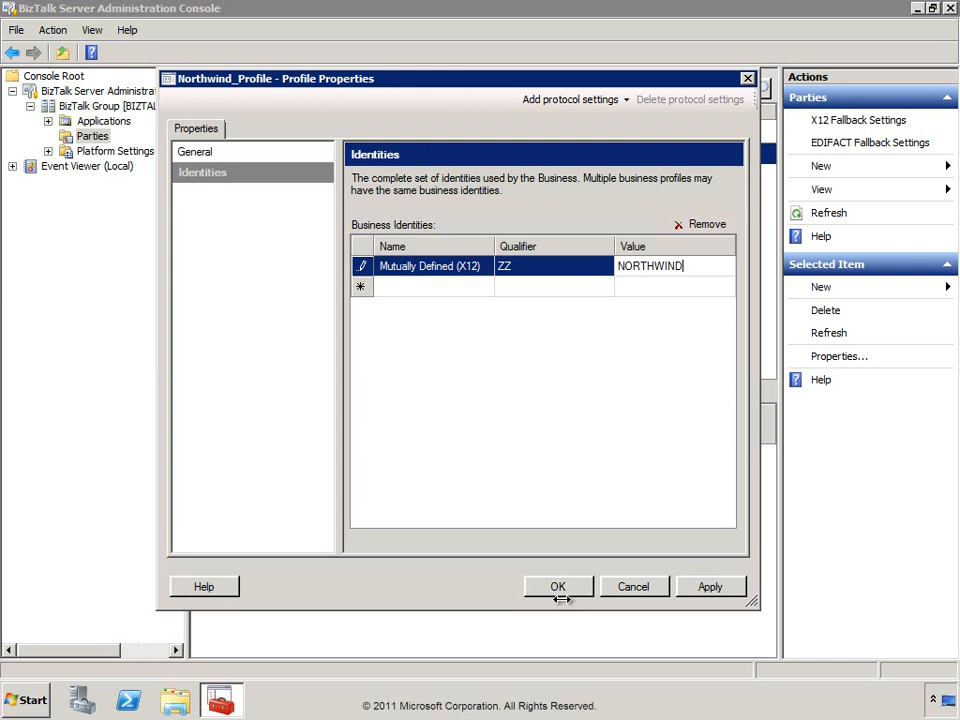 BizTalk Server Administration Console
File Action View Help
Console Root
BizTalk Server Administra
BizTalk Group [BIZTAL
Applications
Parties
Platform Settings
Event Viewer (Local)
Northwind_Profile - Profile Properties
Add protocol settings Delete protocol settings
Properties
General
Identities
Identities
The complete set of identities used by the Business. Multiple business profiles may
have the same business identities.
Business Identities: Remove
Name Qualifier Value
Mutually Defined (X12) ZZ NORTHWIND
Help OK Cancel Apply
Actions
Parties
X12 Fallback Settings
EDIFACT Fallback Settings
New
View
Refresh
Help
Selected Item
New
Delete
Refresh
Properties...
Help
Start
© 2011 Microsoft Corporation. All Rights Reserved.